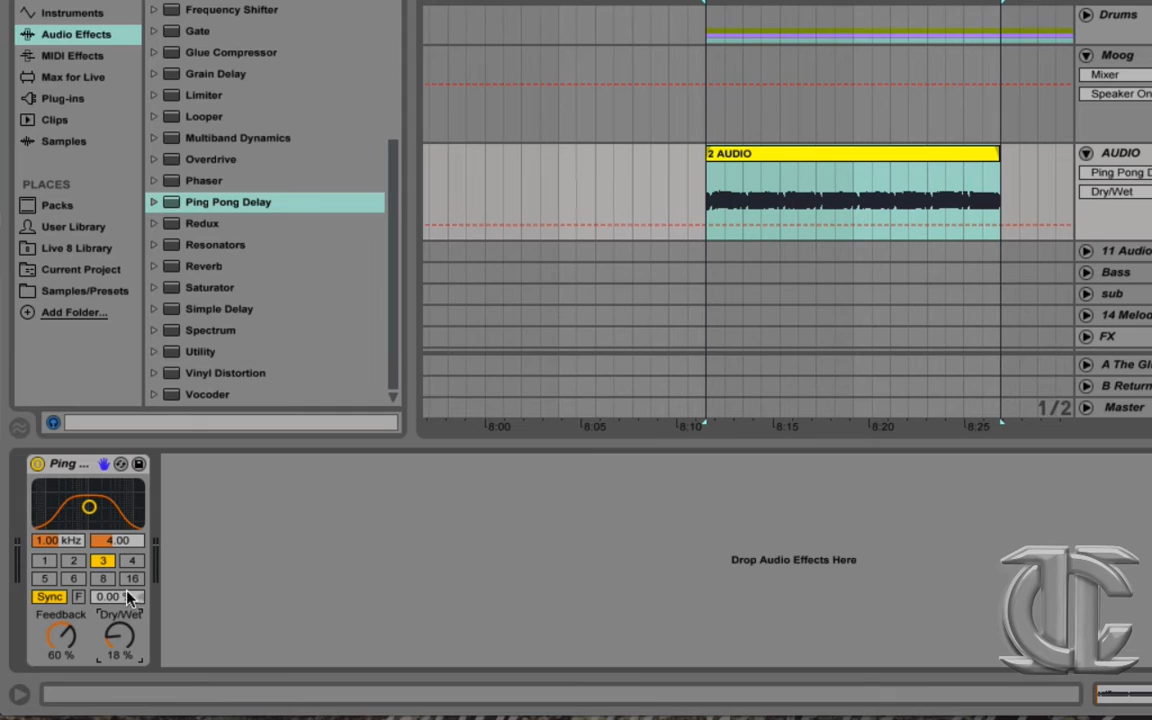 Instruments
Audio Effects
MIDI Effects
Max for Live
Plug-ins
Clips
Samples
PLACES
Packs
User Library
Live 8 Library
Current Project
Samples/Presets
Add Folder...
Frequency Shifter
Gate
Glue Compressor
Grain Delay
Limiter
Looper
Multiband Dynamics
Overdrive
Phaser
Ping Pong Delay
Redux
Resonators
Reverb
Saturator
Simple Delay
Spectrum
Utility
Vinyl Distortion
Vocoder
2 AUDIO
1/2
8:00 8:05 8:10 8:15 8:20 8:25
Drums
Moog
Mixer
Speaker On
AUDIO
Ping Pong D
Dry/Wet
11 Audio
Bass
sub
14 Melod
FX
A The Gl
B Return
Master
Ping ...
1.00 kHz 4.00
1 2 3 4
5 6 8 16
Sync F 0.00 %
Feedback Dry/Wet
60 % 18 %
Drop Audio Effects Here